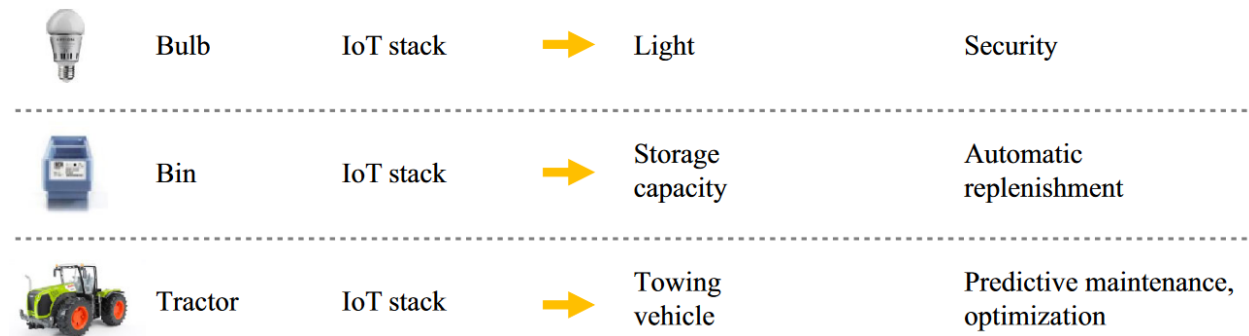 Bulb IoT stack Light Security
Bin IoT stack Storage capacity Automatic replenishment
Tractor IoT stack Towing vehicle Predictive maintenance, optimization